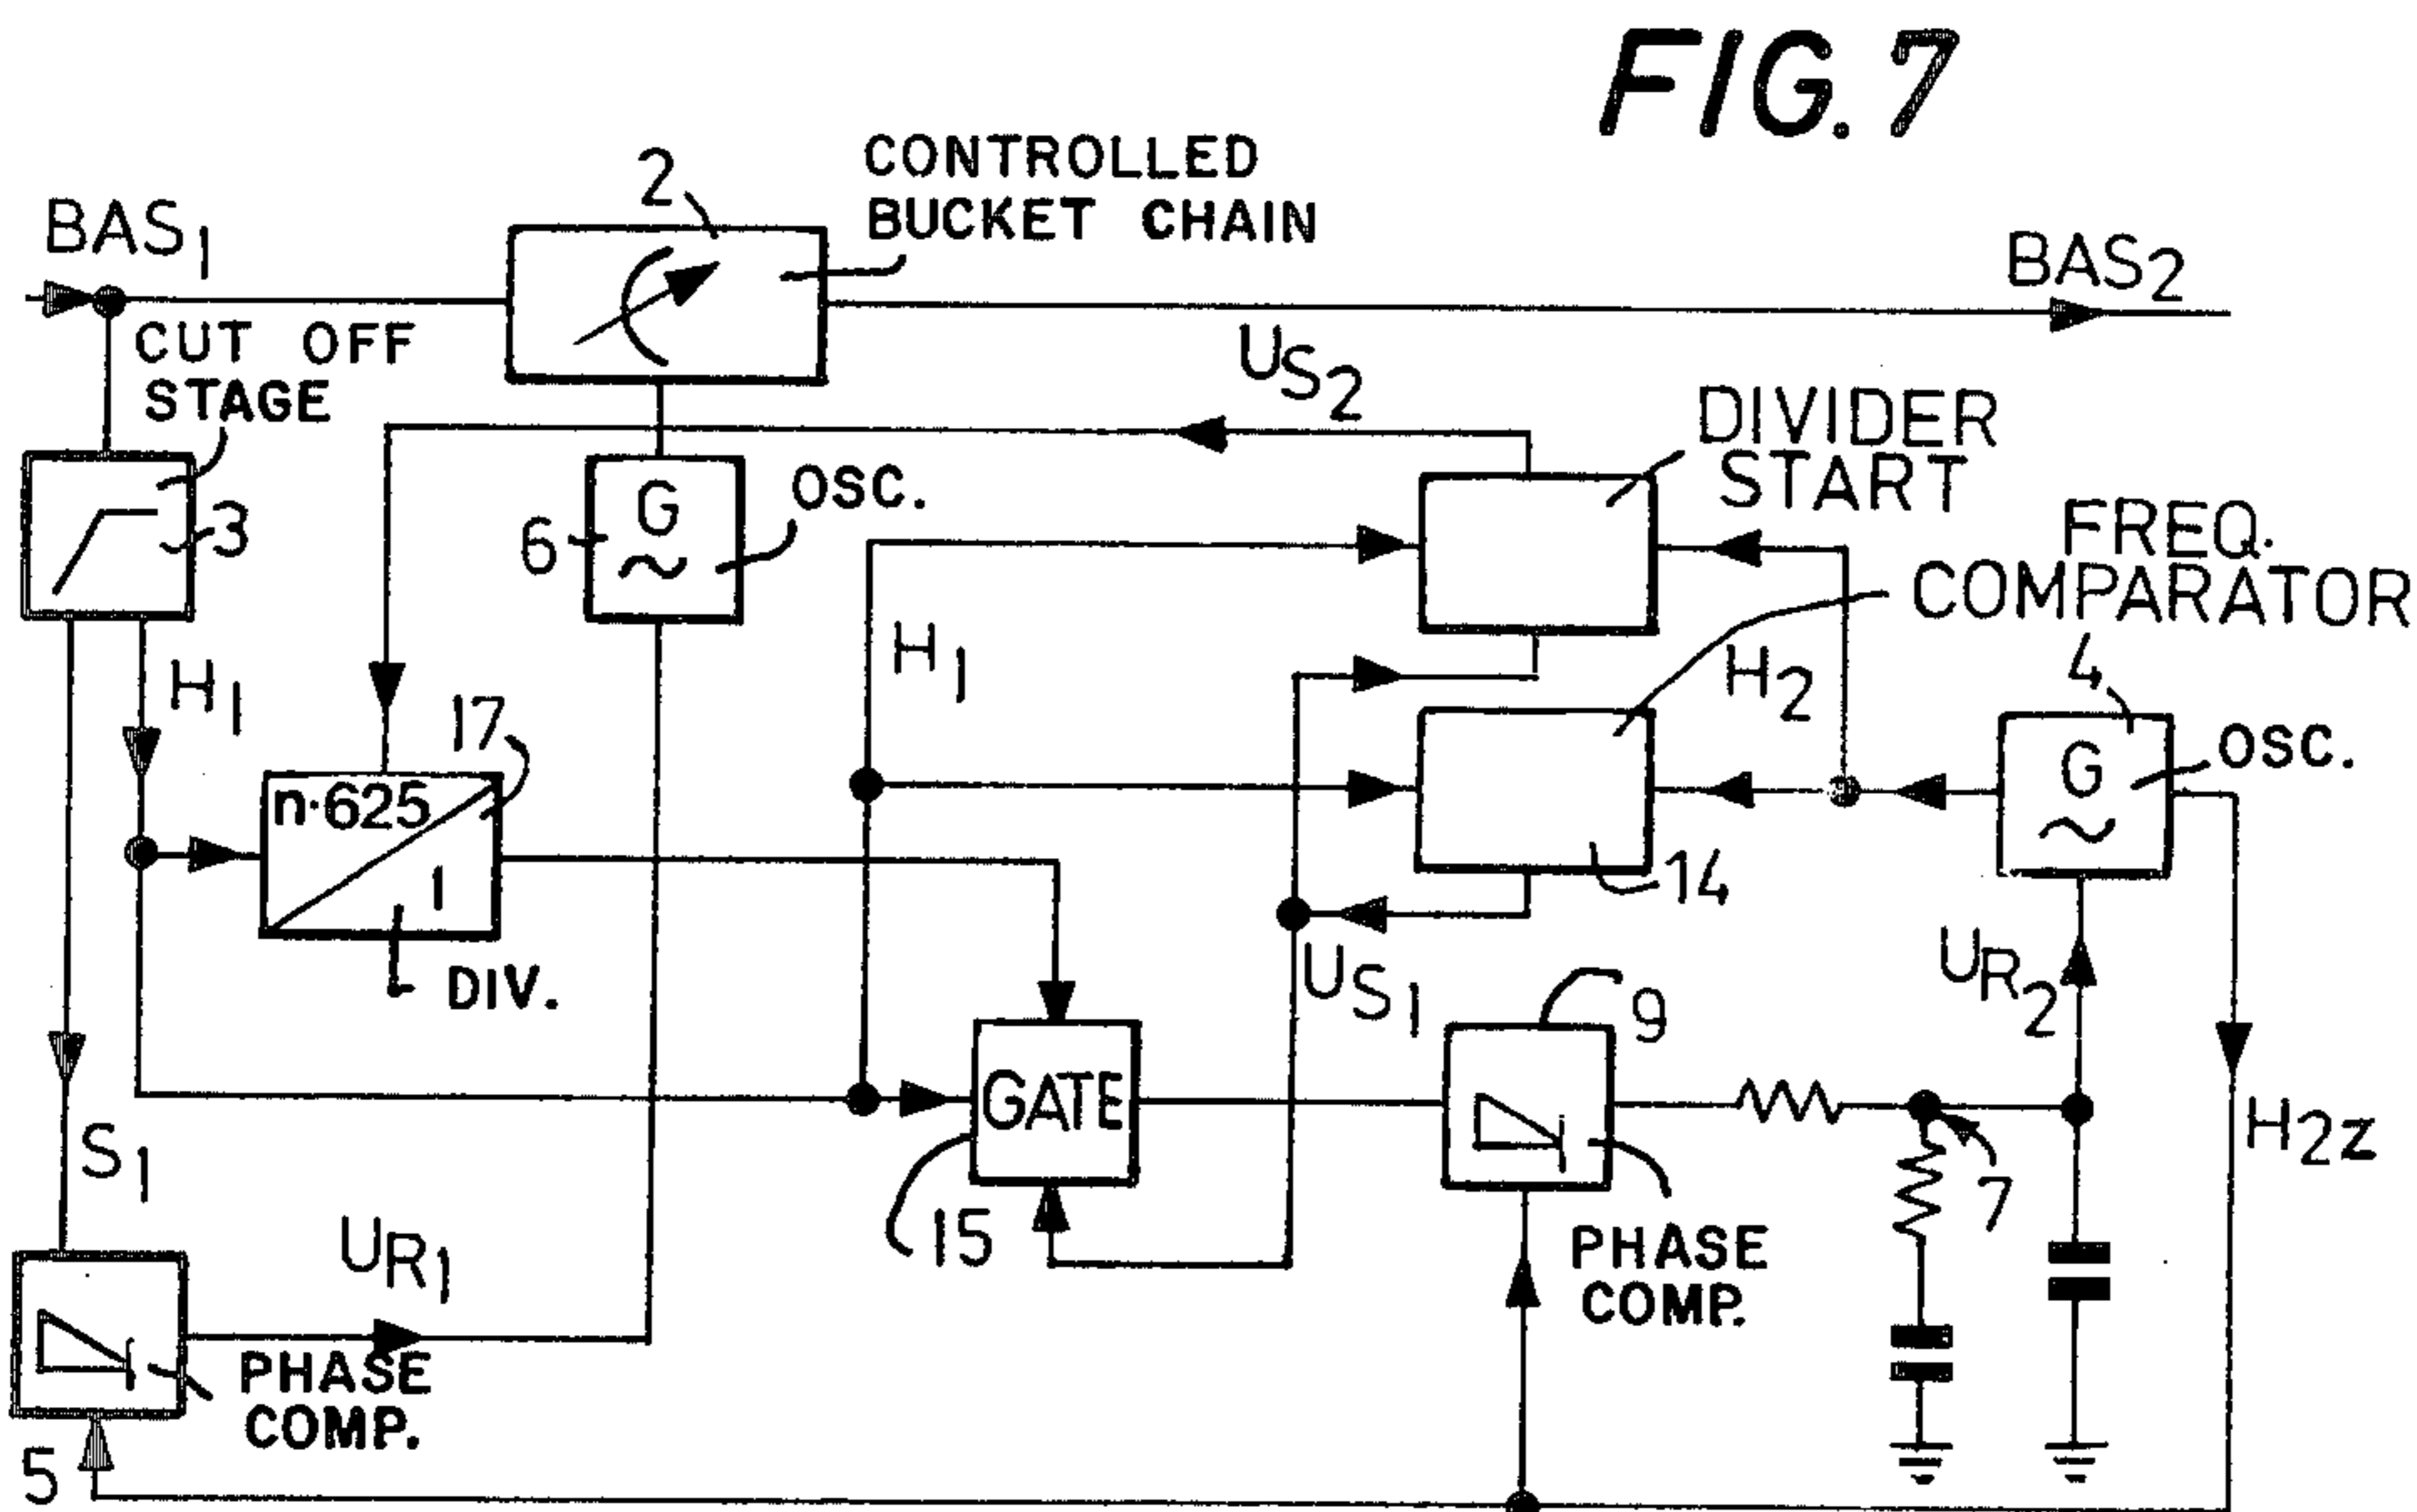 FIG. 7
CONTROLLED
BUCKET CHAIN
2
BAS1
BAS2
CUT OFF
STAGE
US2
DIVIDER
START
OSC.
G
6
3
FREQ.
COMPARATOR
H1
H1
H2
4
17
OSC.
G
n·625
1
14
DIV.
US1
UR2
9
GATE
H2z
S1
7
15
UR1
PHASE
COMP.
PHASE
COMP.
5